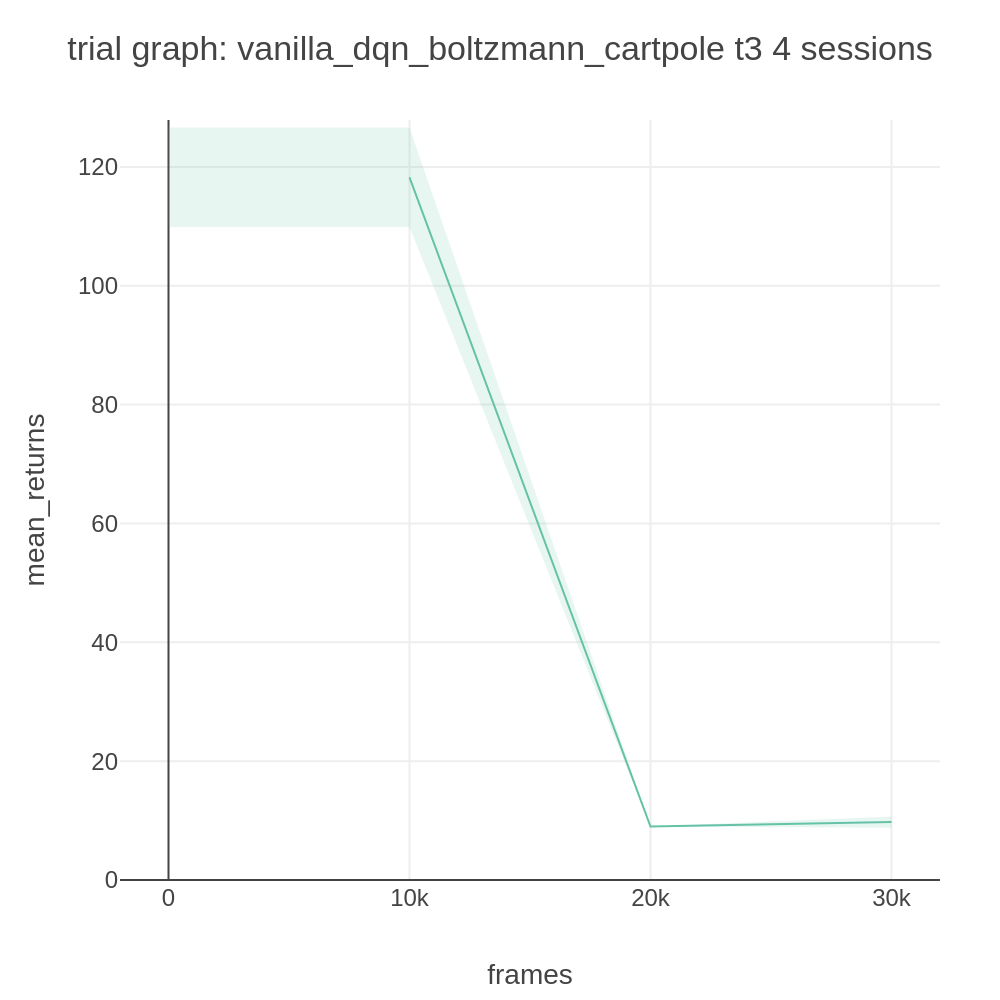 trial graph: vanilla_dqn_boltzmann_cartpole t3 4 sessions
mean_returns
120
100
80
60
40
20
0
0 10k 20k 30k
frames